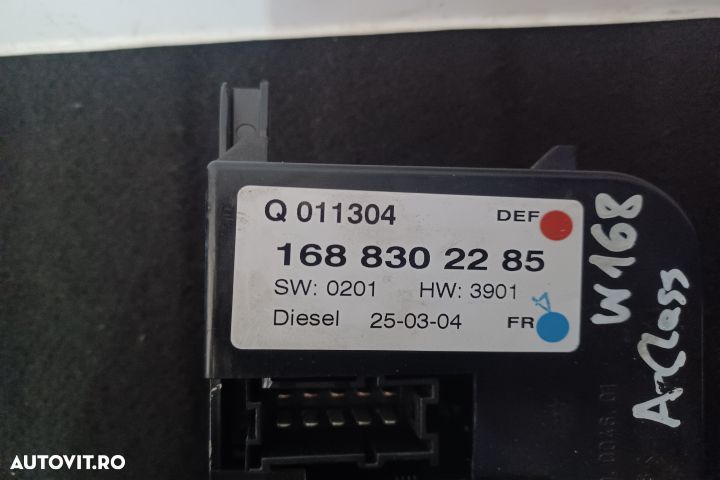 Q 011304 DEF
168 830 22 85
SW: 0201 HW: 3901
Diesel 25-03-04 FR
W168
A-Class
AUTOVIT.RO